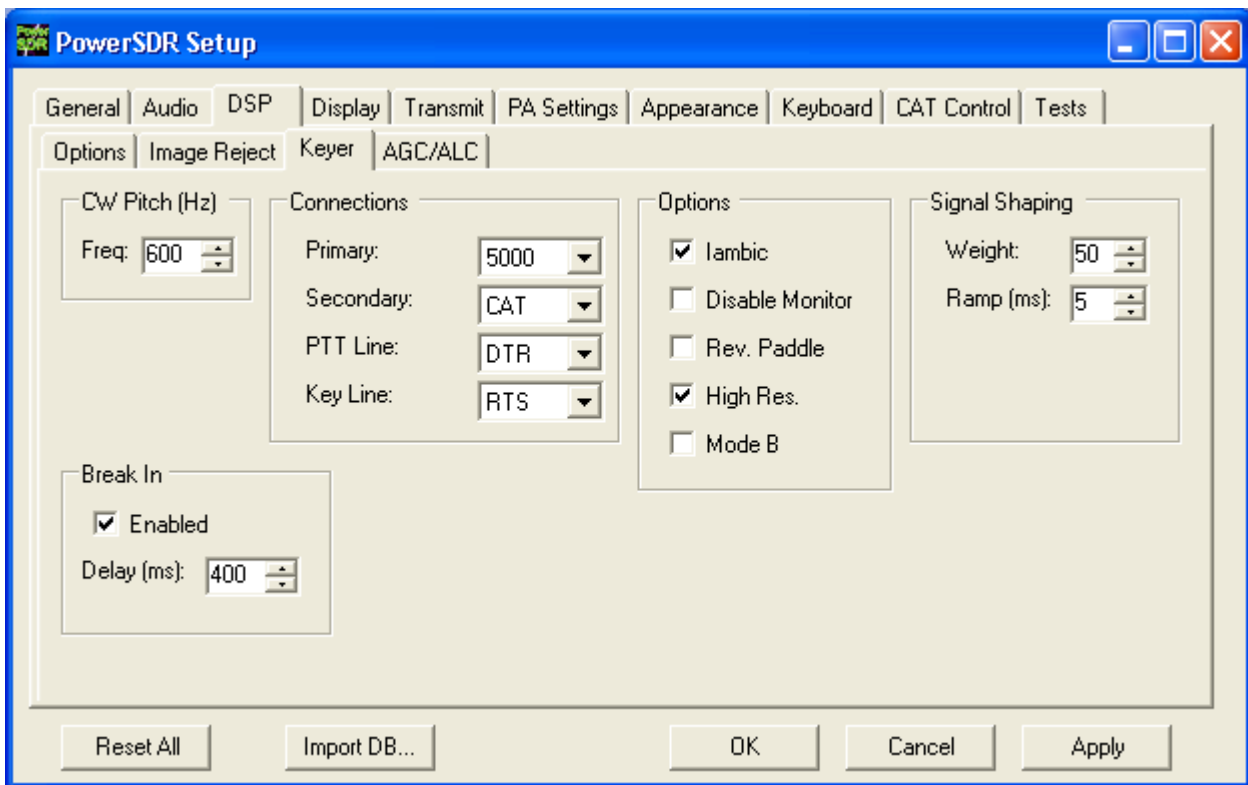 Power SDR PowerSDR Setup
General Audio DSP Display Transmit PA Settings Appearance Keyboard CAT Control Tests
Options Image Reject Keyer AGC/ALC
CW Pitch (Hz)
Freq: 600
Connections
Primary: 5000
Secondary: CAT
PTT Line: DTR
Key Line: RTS
Options
Iambic
Disable Monitor
Rev. Paddle
High Res.
Mode B
Signal Shaping
Weight: 50
Ramp (ms): 5
Break In
Enabled
Delay (ms): 400
Reset All Import DB... OK Cancel Apply